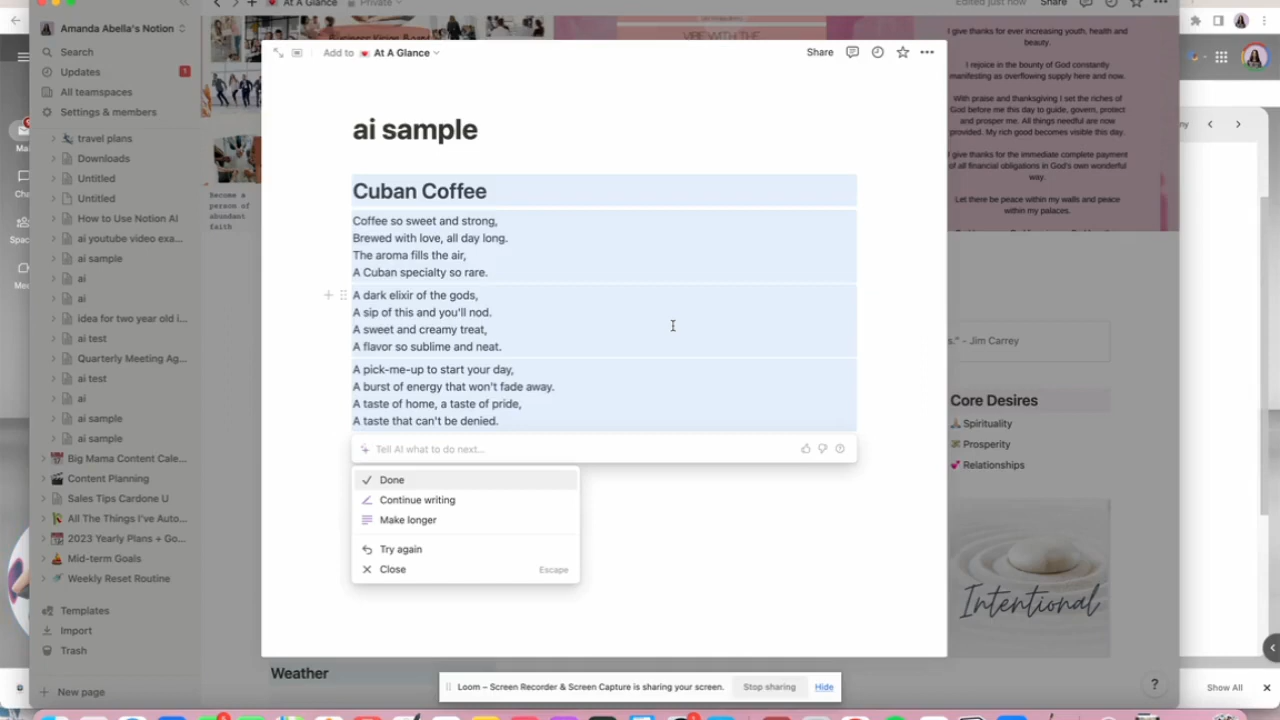 At A Glance
Private
Edited just now
Share
Amanda Abella's Notion
Search
Updates
1
All teamspaces
Settings & members
travel plans
Downloads
Untitled
Untitled
How to Use Notion AI
ai youtube video exa...
ai sample
ai
ai
idea for two year old i...
ai test
Quarterly Meeting Ag...
ai test
ai
ai sample
ai sample
Big Mama Content Cale...
Content Planning
Sales Tips Cardone U
All The Things I've Auto...
2023 Yearly Plans + Go...
Mid-term Goals
Weekly Reset Routine
Templates
Import
Trash
New page
Become a
person of
abundant
faith
Add to
At A Glance
Share
ai sample
Cuban Coffee
Coffee so sweet and strong,
Brewed with love, all day long.
The aroma fills the air,
A Cuban specialty so rare.
A dark elixir of the gods,
A sip of this and you'll nod.
A sweet and creamy treat,
A flavor so sublime and neat.
A pick-me-up to start your day,
A burst of energy that won't fade away.
A taste of home, a taste of pride,
A taste that can't be denied.
Tell AI what to do next...
Done
Continue writing
Make longer
Try again
Close
Escape
Weather
Loom – Screen Recorder & Screen Capture is sharing your screen.
Stop sharing
Hide
I give thanks for ever increasing youth, health and
beauty.
I rejoice in the bounty of God constantly
manifesting as overflowing supply here and now.
With praise and thanksgiving I set the riches of
God before me this day to guide, govern, protect
and prosper me. All things needful are now
provided. My rich good becomes visible this day.
I give thanks for the immediate complete payment
of all financial obligations in God's own wonderful
way.
Let there be peace within my walls and peace
within my palaces.
s." - Jim Carrey
Core Desires
Spirituality
Prosperity
Relationships
Intentional
?
Show All